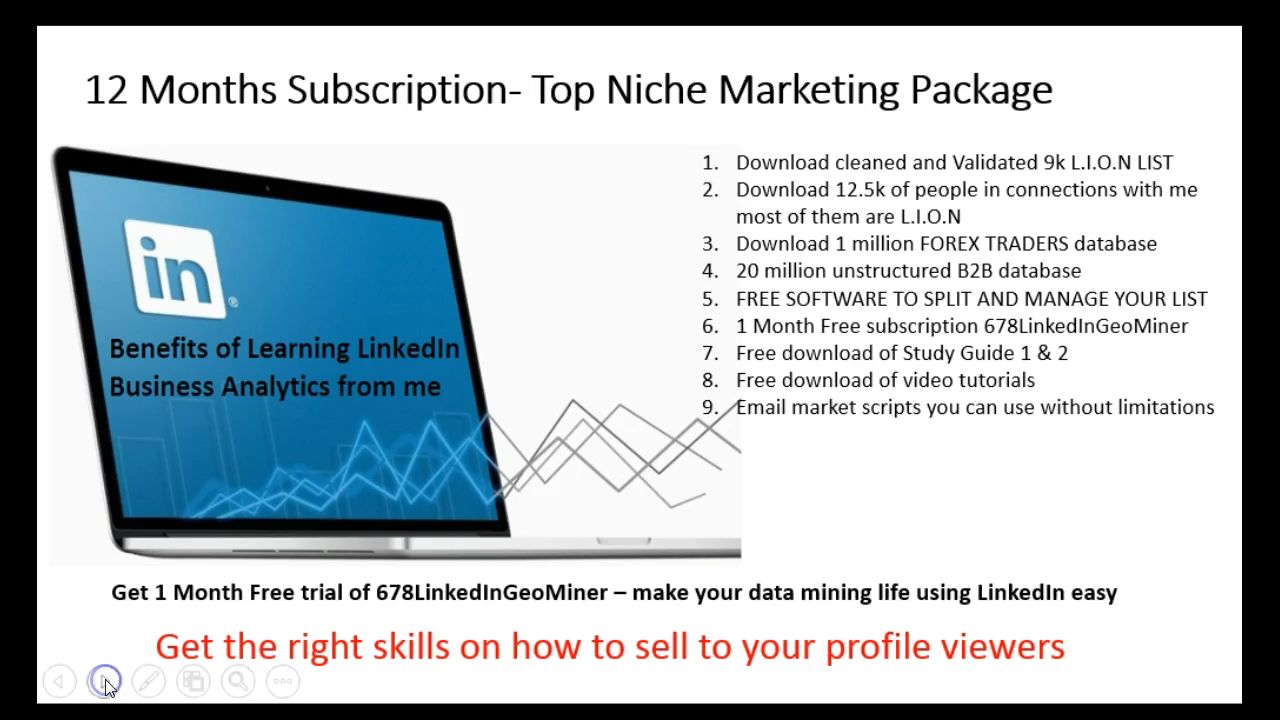 12 Months Subscription- Top Niche Marketing Package
in®
Benefits of Learning LinkedIn
Business Analytics from me
1. Download cleaned and Validated 9k L.I.O.N LIST
2. Download 12.5k of people in connections with me
most of them are L.I.O.N
3. Download 1 million FOREX TRADERS database
4. 20 million unstructured B2B database
5. FREE SOFTWARE TO SPLIT AND MANAGE YOUR LIST
6. 1 Month Free subscription 678LinkedInGeoMiner
7. Free download of Study Guide 1 & 2
8. Free download of video tutorials
9. Email market scripts you can use without limitations
Get 1 Month Free trial of 678LinkedInGeoMiner – make your data mining life using LinkedIn easy
Get the right skills on how to sell to your profile viewers